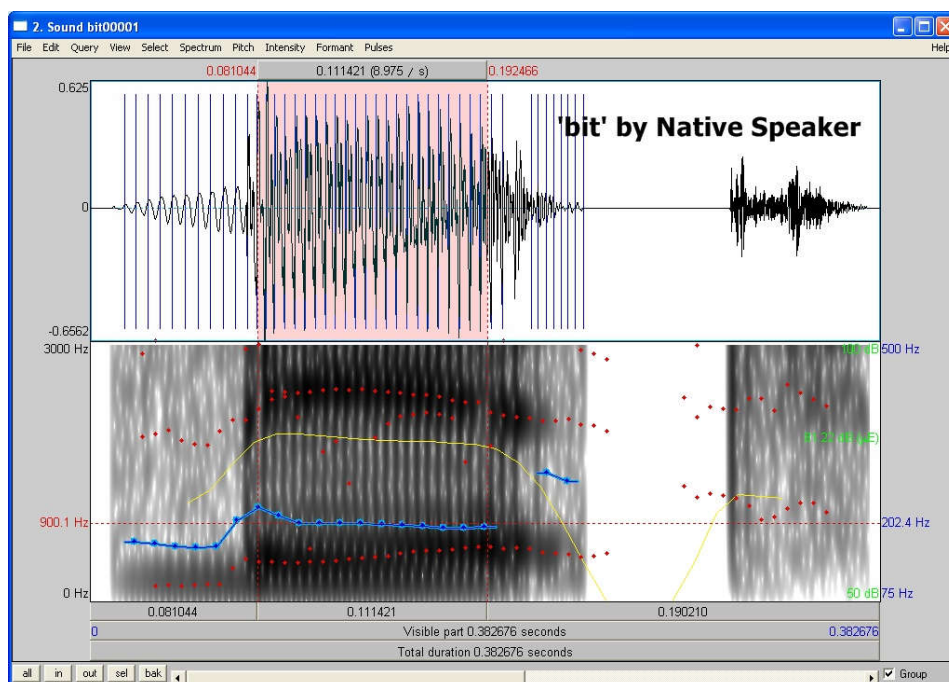 2. Sound bit00001
File Edit Query View Select Spectrum Pitch Intensity Formant Pulses Help
0.081044 0.111421 (8.975 / s) 0.192466
0.625
'bit' by Native Speaker
0
-0.6562
3000 Hz 100 dB 500 Hz
900.1 Hz 202.4 Hz
0 Hz 50 dB 75 Hz
0.081044 0.111421 0.190210
0 Visible part 0.382676 seconds 0.382676
Total duration 0.382676 seconds
all in out sel bak Group